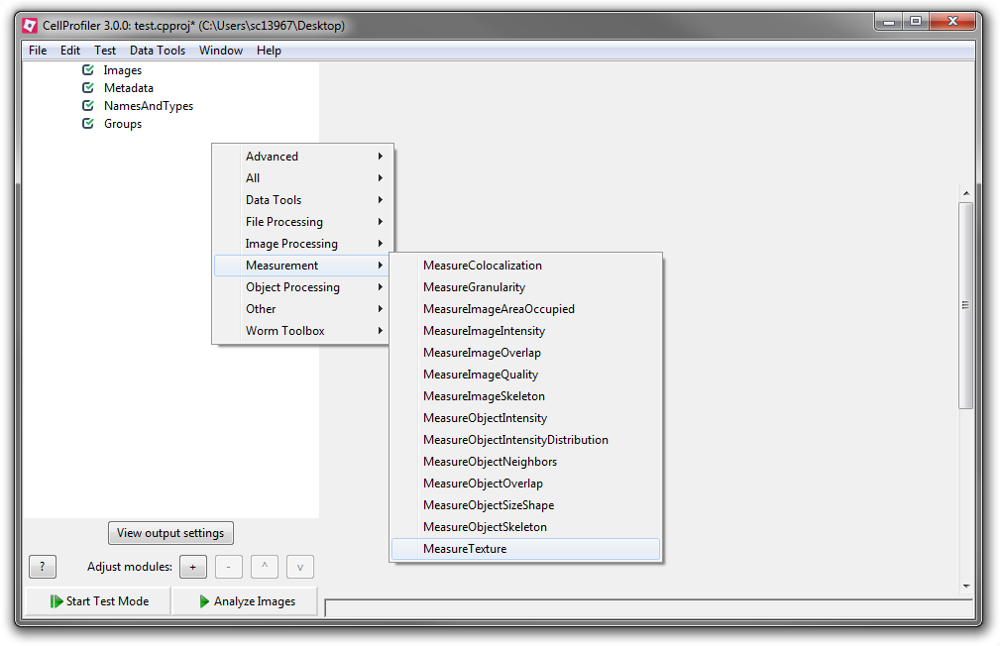 CellProfiler 3.0.0: test.cpproj* (C:\Users\sc13967\Desktop)
File Edit Test Data Tools Window Help
Images
Metadata
NamesAndTypes
Groups
Advanced
All
Data Tools
File Processing
Image Processing
Measurement
Object Processing
Other
Worm Toolbox
MeasureColocalization
MeasureGranularity
MeasureImageAreaOccupied
MeasureImageIntensity
MeasureImageOverlap
MeasureImageQuality
MeasureImageSkeleton
MeasureObjectIntensity
MeasureObjectIntensityDistribution
MeasureObjectNeighbors
MeasureObjectOverlap
MeasureObjectSizeShape
MeasureObjectSkeleton
MeasureTexture
View output settings
? Adjust modules: + - ^ v
Start Test Mode Analyze Images